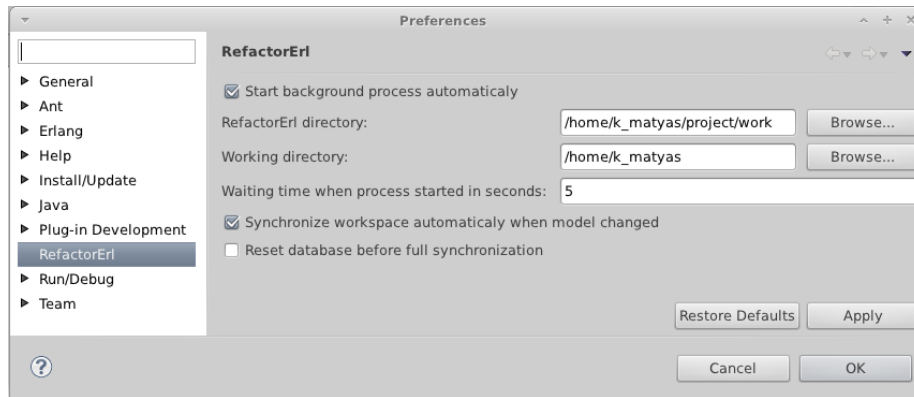 Preferences
RefactorErl
General
Ant
Erlang
Help
Install/Update
Java
Plug-in Development
RefactorErl
Run/Debug
Team
Start background process automaticaly
RefactorErl directory: /home/k_matyas/project/work Browse...
Working directory: /home/k_matyas Browse...
Waiting time when process started in seconds: 5
Synchronize workspace automaticaly when model changed
Reset database before full synchronization
Restore Defaults Apply
? Cancel OK